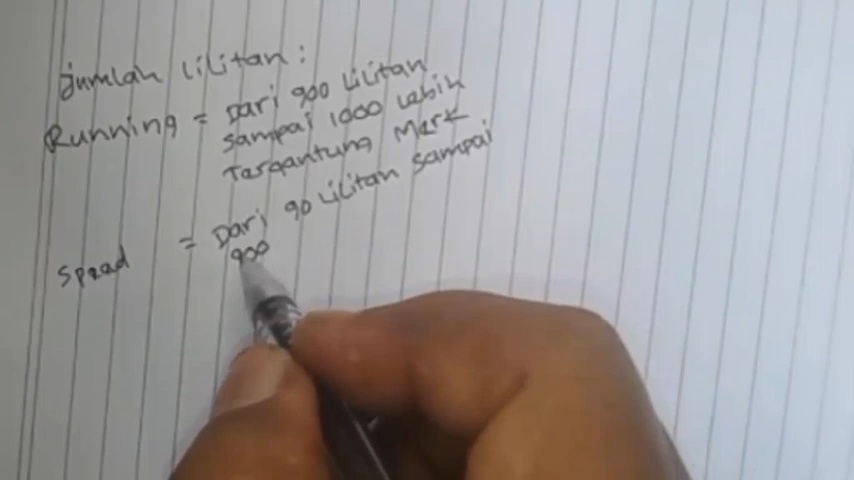 Jumlah Lilitan :
Running = Dari 900 Lilitan
Sampai 1000 Lebih
Tergantung Merk
Spead = Dari 90 Lilitan Sampai
900